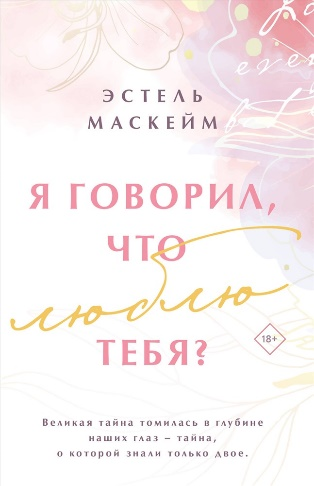 ЭСТЕЛЬ
МАСКЕЙМ
Я ГОВОРИЛ,
ЧТО
люблю
ТЕБЯ?
18+
Великая тайна томилась в глубине
наших глаз – тайна,
о которой знали только двое.